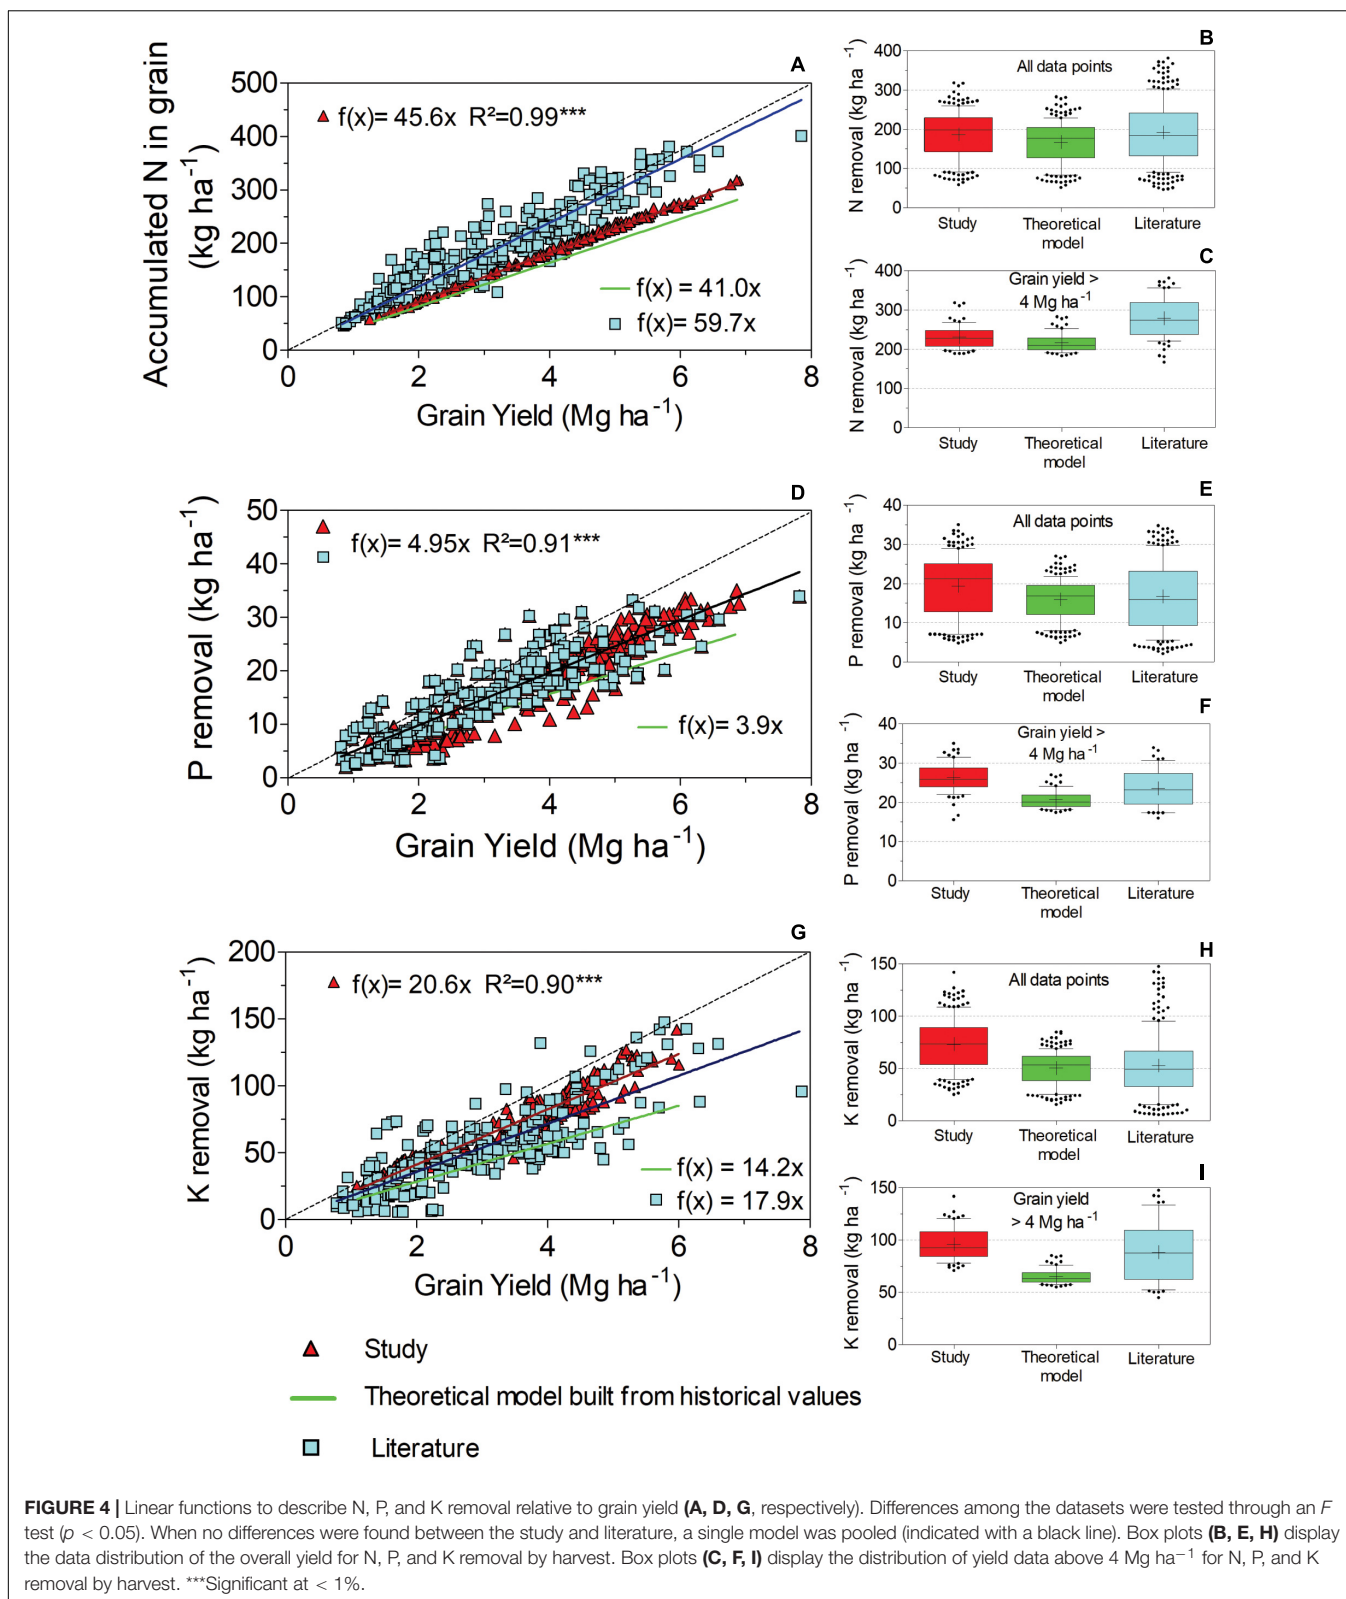 A
Accumulated N in grain
(kg ha⁻¹)
500
400
300
200
100
0
f(x)= 45.6x R²=0.99***
f(x) = 41.0x
f(x)= 59.7x
0 2 4 6 8
Grain Yield (Mg ha⁻¹)
B
N removal (kg ha⁻¹)
400
300
200
100
0
All data points
Study Theoretical model Literature
C
N removal (kg ha⁻¹)
400
300
200
100
0
Grain yield >
4 Mg ha⁻¹
Study Theoretical model Literature
D
P removal (kg ha⁻¹)
50
40
30
20
10
0
f(x)= 4.95x R²=0.91***
f(x) = 3.9x
0 2 4 6 8
Grain Yield (Mg ha⁻¹)
E
P removal (kg ha⁻¹)
40
30
20
10
0
All data points
Study Theoretical model Literature
F
P removal (kg ha⁻¹)
40
30
20
10
0
Grain yield >
4 Mg ha⁻¹
Study Theoretical model Literature
G
K removal (kg ha⁻¹)
200
150
100
50
0
f(x)= 20.6x R²=0.90***
f(x) = 14.2x
f(x) = 17.9x
0 2 4 6 8
Grain Yield (Mg ha⁻¹)
H
K removal (kg ha⁻¹)
150
100
50
0
All data points
Study Theoretical model Literature
I
K removal (kg ha⁻¹)
150
100
50
0
Grain yield
> 4 Mg ha⁻¹
Study Theoretical model Literature
Study
Theoretical model built from historical values
Literature
FIGURE 4 | Linear functions to describe N, P, and K removal relative to grain yield (A, D, G, respectively). Differences among the datasets were tested through an F
test (p < 0.05). When no differences were found between the study and literature, a single model was pooled (indicated with a black line). Box plots (B, E, H) display
the data distribution of the overall yield for N, P, and K removal by harvest. Box plots (C, F, I) display the distribution of yield data above 4 Mg ha⁻¹ for N, P, and K
removal by harvest. ***Significant at < 1%.